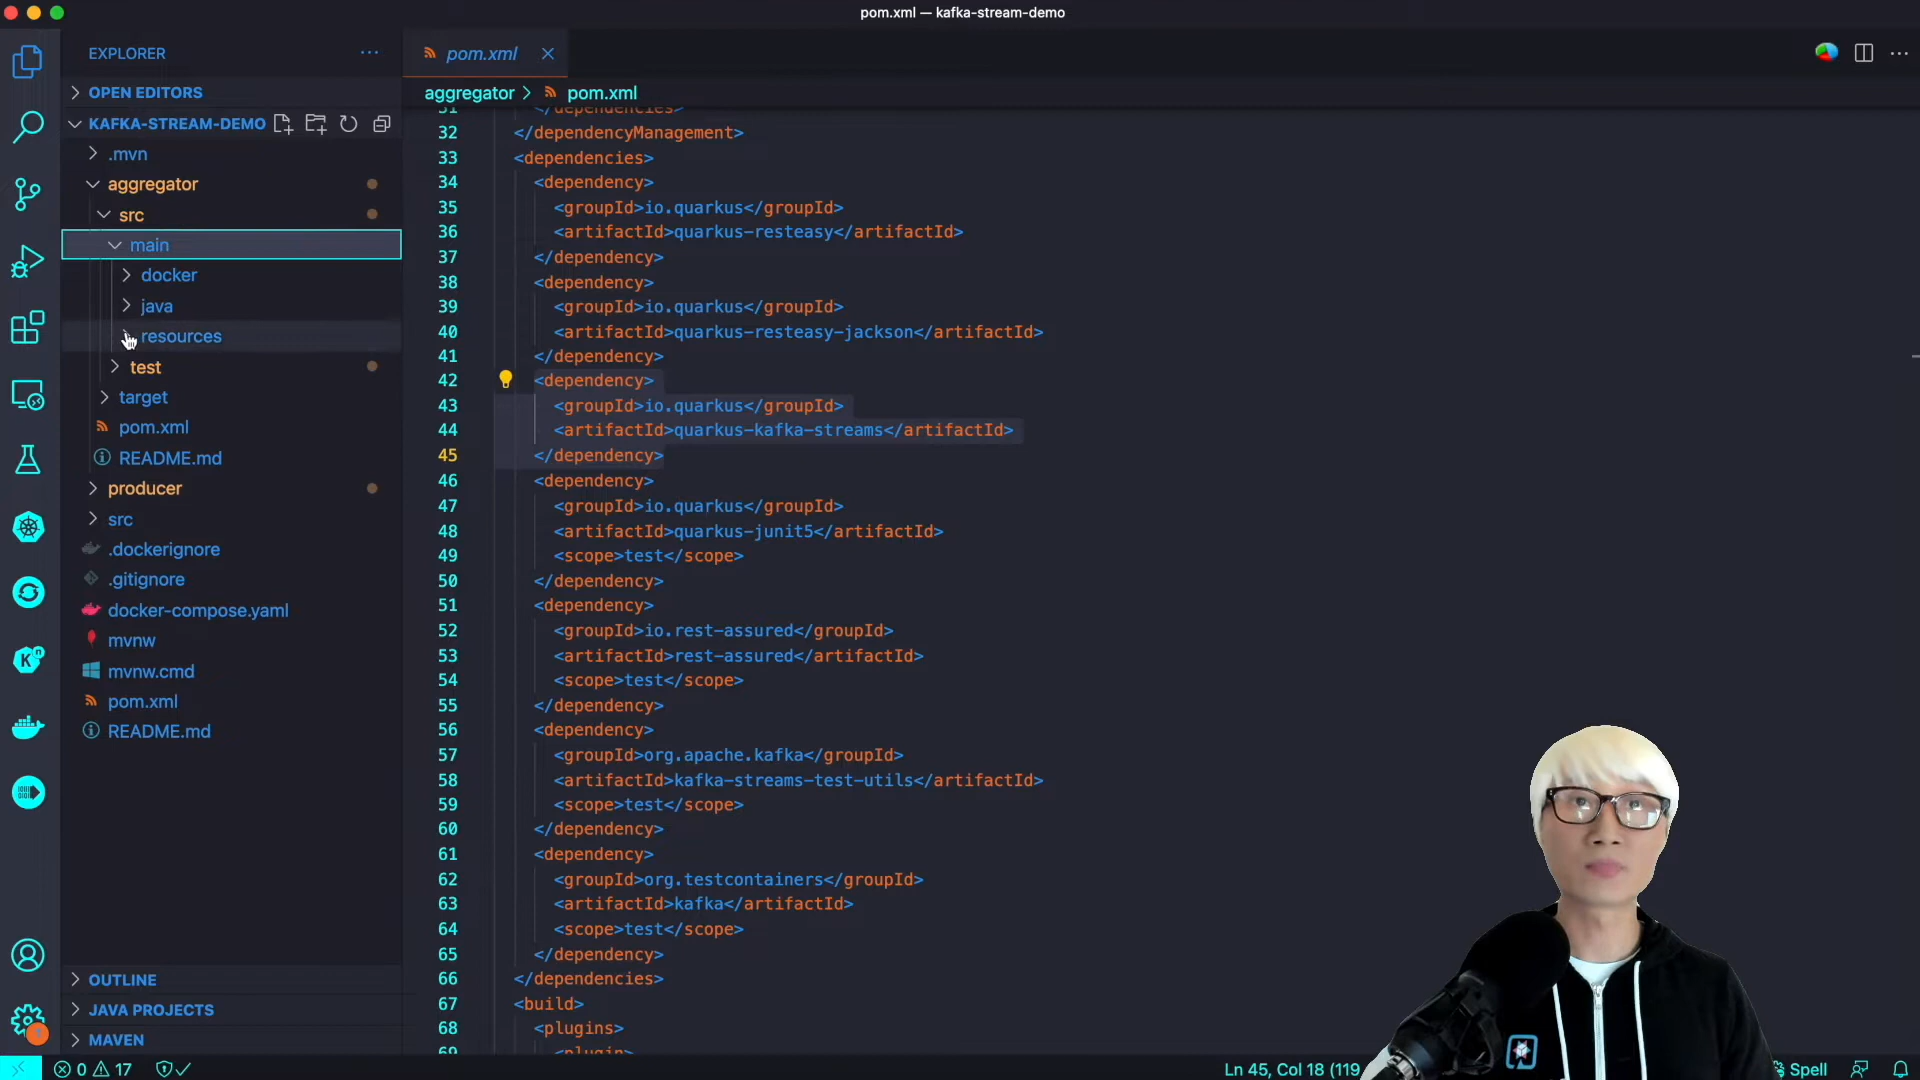 pom.xml — kafka-stream-demo
EXPLORER
pom.xml
OPEN EDITORS
aggregator > pom.xml
KAFKA-STREAM-DEMO
.mvn
aggregator
src
main
docker
java
resources
test
target
pom.xml
README.md
producer
src
.dockerignore
.gitignore
docker-compose.yaml
mvnw
mvnw.cmd
pom.xml
README.md
OUTLINE
JAVA PROJECTS
MAVEN
31 </dependencies>
32 </dependencyManagement>
33 <dependencies>
34 <dependency>
35 <groupId>io.quarkus</groupId>
36 <artifactId>quarkus-resteasy</artifactId>
37 </dependency>
38 <dependency>
39 <groupId>io.quarkus</groupId>
40 <artifactId>quarkus-resteasy-jackson</artifactId>
41 </dependency>
42 <dependency>
43 <groupId>io.quarkus</groupId>
44 <artifactId>quarkus-kafka-streams</artifactId>
45 </dependency>
46 <dependency>
47 <groupId>io.quarkus</groupId>
48 <artifactId>quarkus-junit5</artifactId>
49 <scope>test</scope>
50 </dependency>
51 <dependency>
52 <groupId>io.rest-assured</groupId>
53 <artifactId>rest-assured</artifactId>
54 <scope>test</scope>
55 </dependency>
56 <dependency>
57 <groupId>org.apache.kafka</groupId>
58 <artifactId>kafka-streams-test-utils</artifactId>
59 <scope>test</scope>
60 </dependency>
61 <dependency>
62 <groupId>org.testcontainers</groupId>
63 <artifactId>kafka</artifactId>
64 <scope>test</scope>
65 </dependency>
66 </dependencies>
67 <build>
68 <plugins>
69 <plugin>
0 17
Ln 45, Col 18 (119
Spell